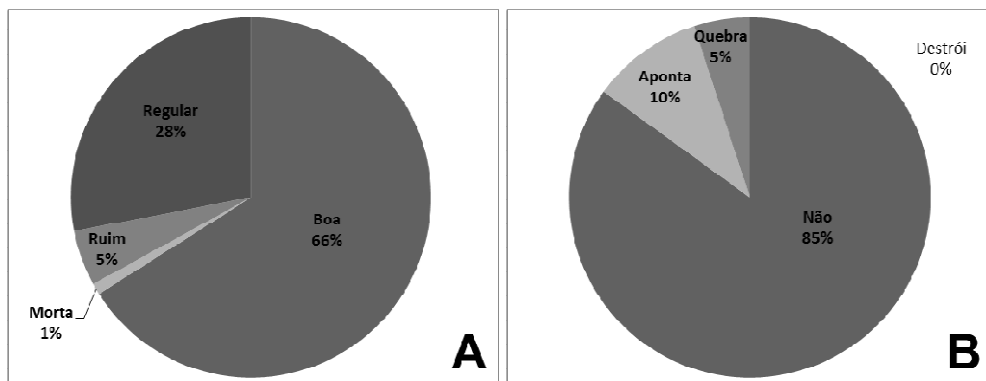 Regular
28%
Boa
66%
Ruim
5%
Morta
1%
A
Quebra
5%
Aponta
10%
Destrói
0%
Não
85%
B